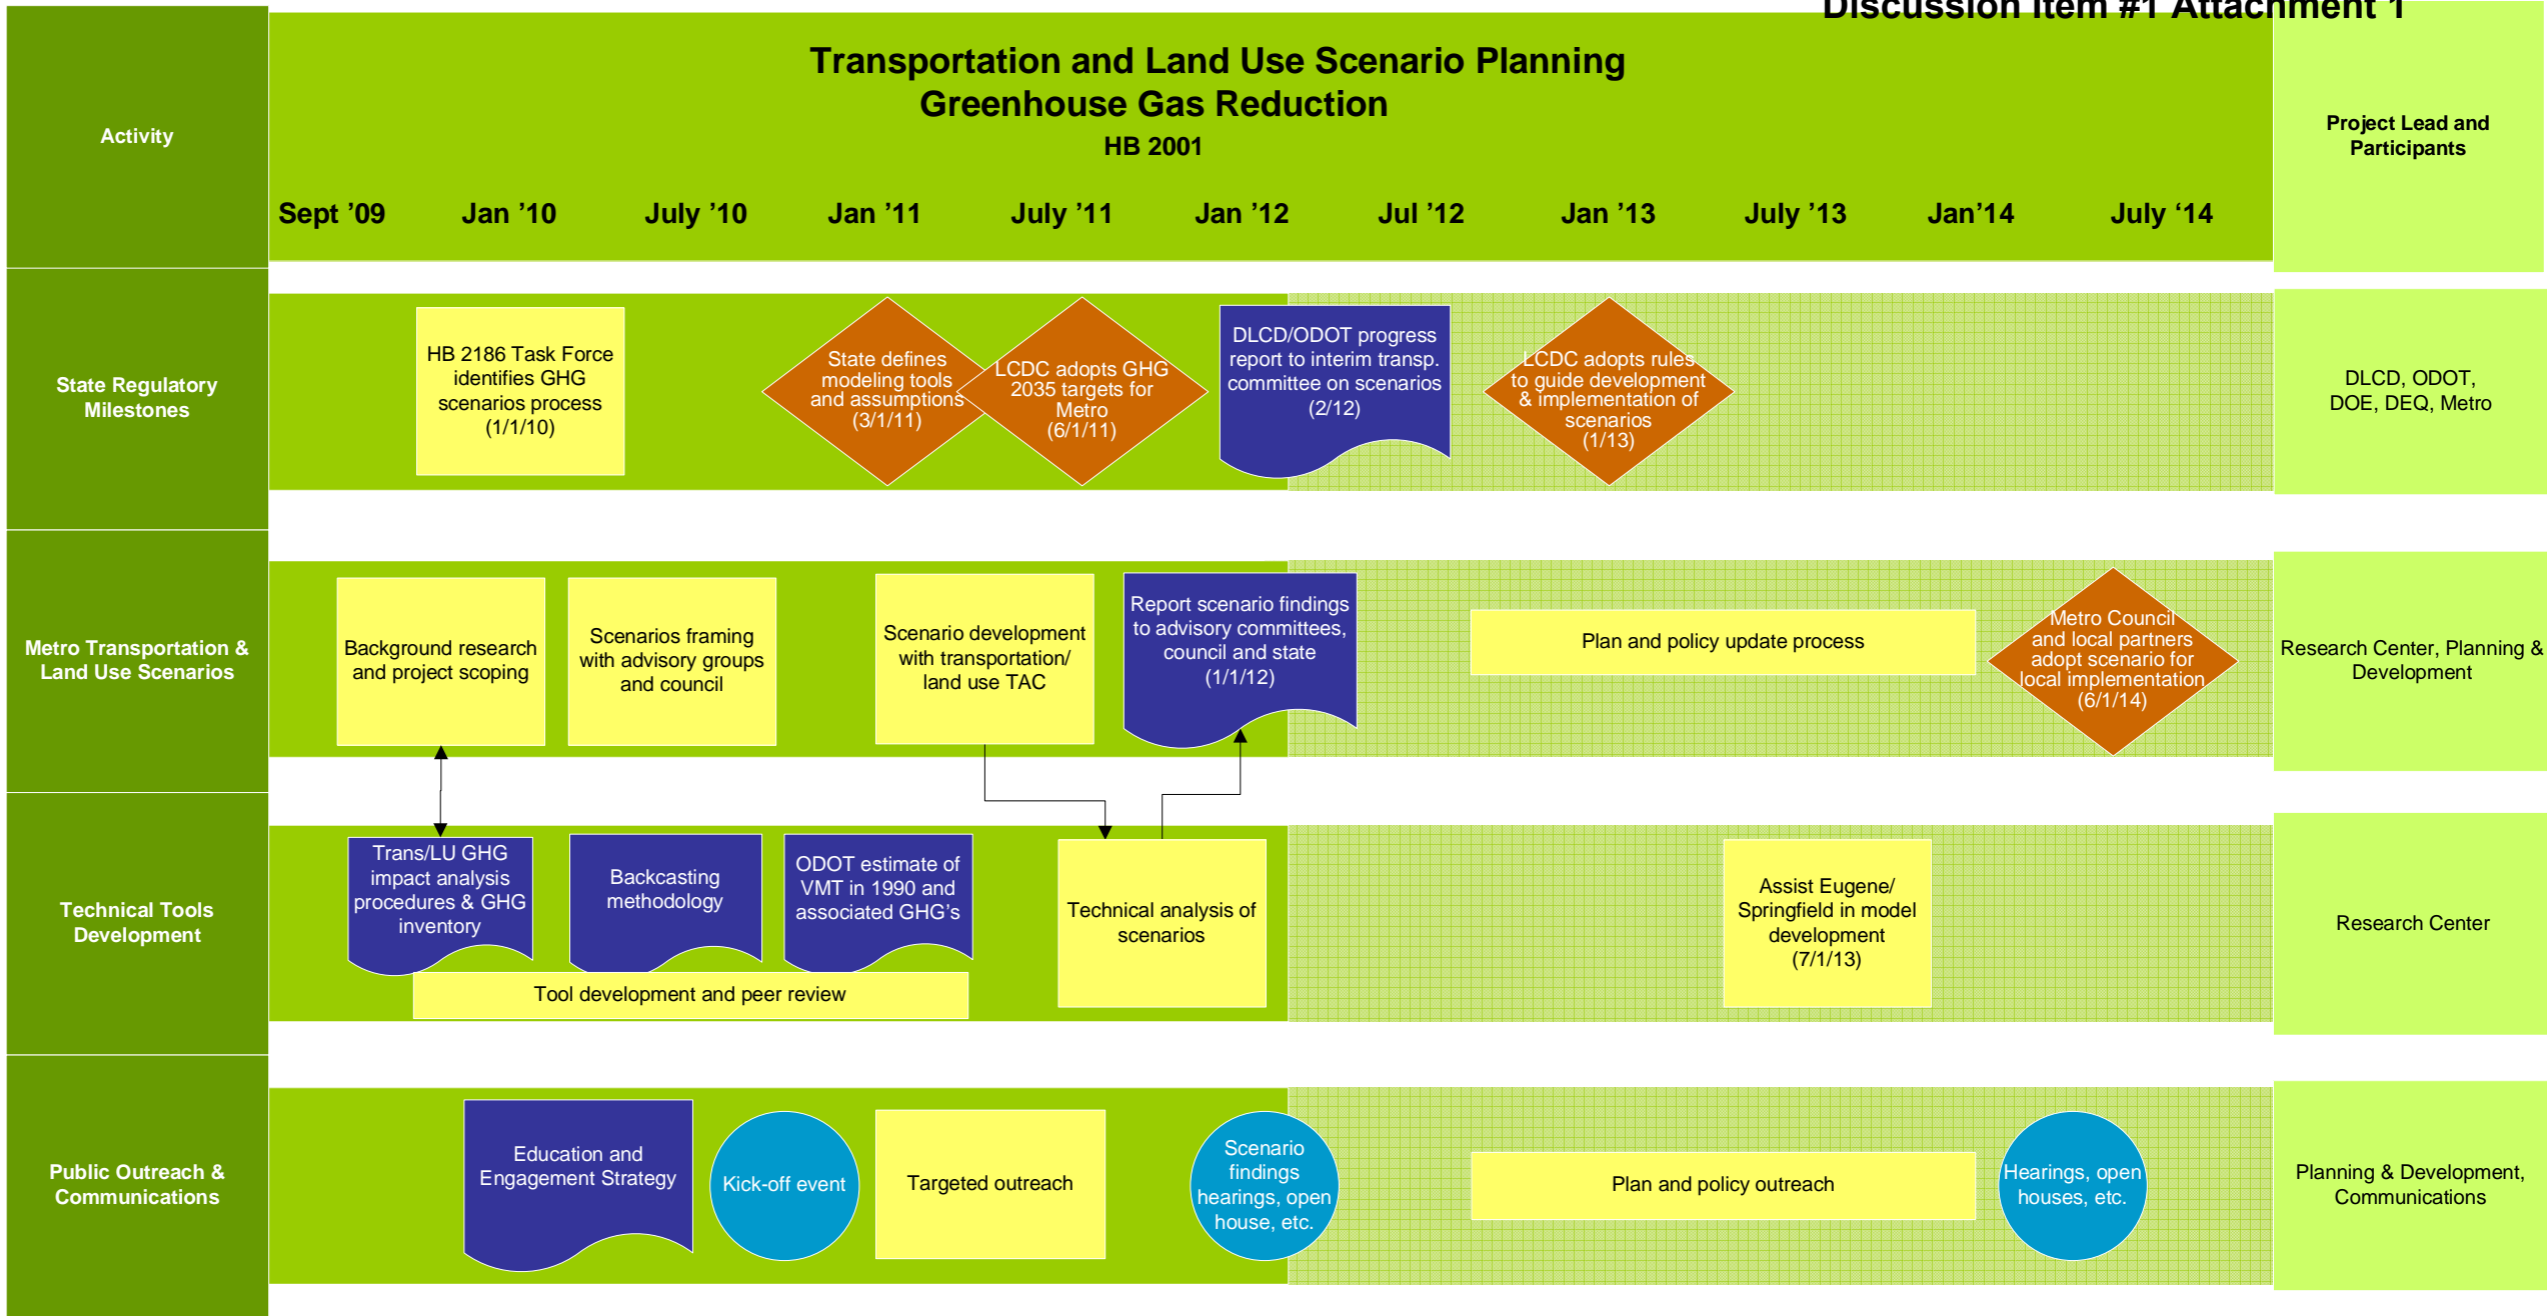 Discussion Item #1 Attachment 1
Activity
Transportation and Land Use Scenario Planning
Greenhouse Gas Reduction
HB 2001
Project Lead and
Participants
Sept ’09 Jan ’10 July ’10 Jan ’11 July ’11 Jan ’12 Jul ’12 Jan ’13 July ’13 Jan’14 July ‘14
State Regulatory
Milestones
HB 2186 Task Force
identifies GHG
scenarios process
(1/1/10)
State defines
modeling tools
and assumptions
(3/1/11)
LCDC adopts GHG
2035 targets for
Metro
(6/1/11)
DLCD/ODOT progress
report to interim transp.
committee on scenarios
(2/12)
LCDC adopts rules
to guide development
& implementation of
scenarios
(1/13)
DLCD, ODOT,
DOE, DEQ, Metro
Metro Transportation &
Land Use Scenarios
Background research
and project scoping
Scenarios framing
with advisory groups
and council
Scenario development
with transportation/
land use TAC
Report scenario findings
to advisory committees,
council and state
(1/1/12)
Plan and policy update process
Metro Council
and local partners
adopt scenario for
local implementation
(6/1/14)
Research Center, Planning &
Development
Technical Tools
Development
Trans/LU GHG
impact analysis
procedures & GHG
inventory
Backcasting
methodology
ODOT estimate of
VMT in 1990 and
associated GHG’s
Tool development and peer review
Technical analysis of
scenarios
Assist Eugene/
Springfield in model
development
(7/1/13)
Research Center
Public Outreach &
Communications
Education and
Engagement Strategy
Kick-off event
Targeted outreach
Scenario
findings
hearings, open
house, etc.
Plan and policy outreach
Hearings, open
houses, etc.
Planning & Development,
Communications